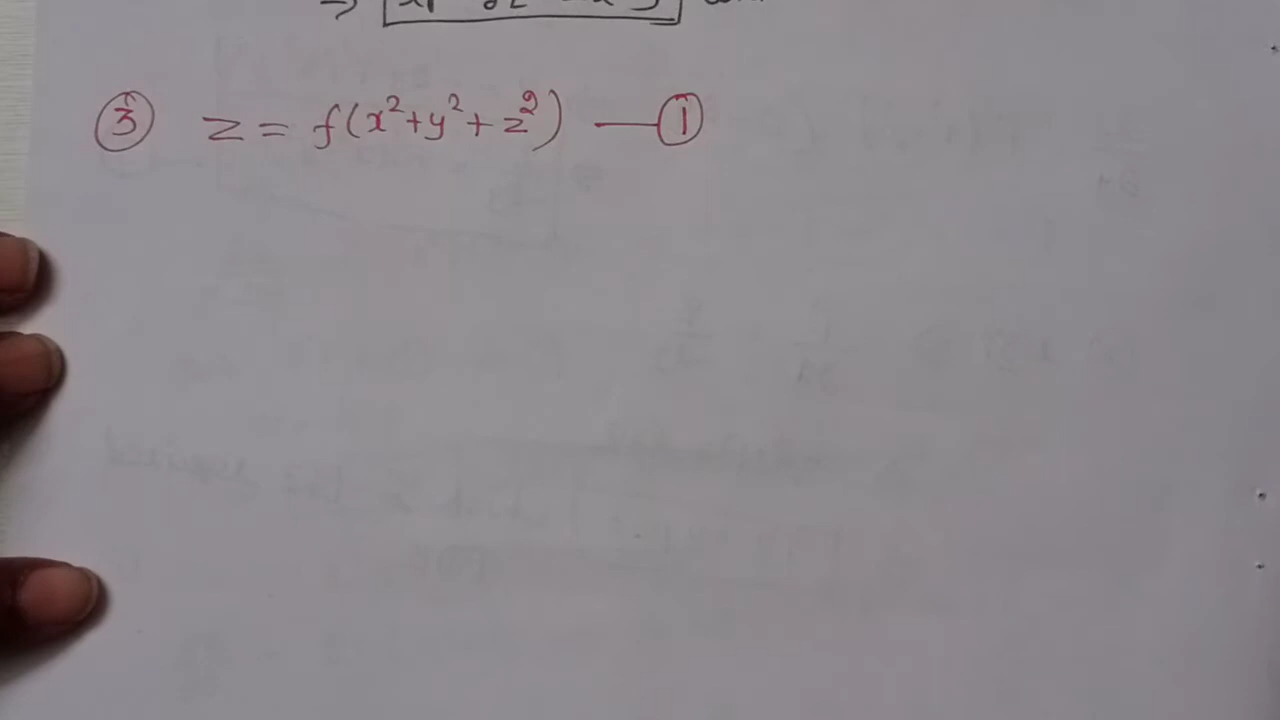 ③ z = f(x²+y²+z²) —①